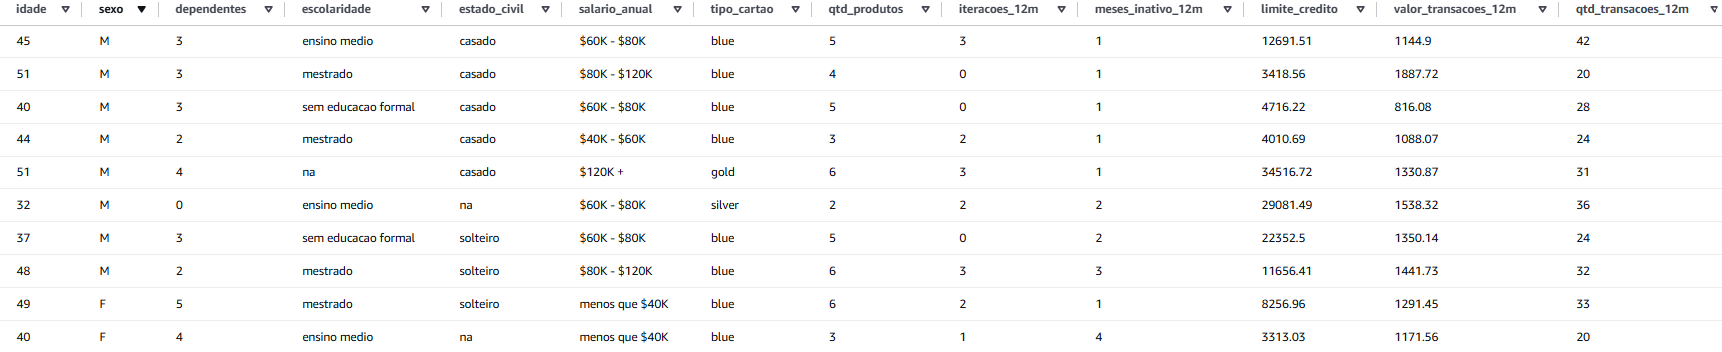 idade sexo dependentes escolaridade estado_civil salario_anual tipo_cartao qtd_produtos iteracoes_12m meses_inativo_12m limite_credito valor_transacoes_12m qtd_transacoes_12m
45 M 3 ensino medio casado $60K - $80K blue 5 3 1 12691.51 1144.9 42
51 M 3 mestrado casado $80K - $120K blue 4 0 1 3418.56 1887.72 20
40 M 3 sem educacao formal casado $60K - $80K blue 5 0 1 4716.22 816.08 28
44 M 2 mestrado casado $40K - $60K blue 3 2 1 4010.69 1088.07 24
51 M 4 na casado $120K + gold 6 3 1 34516.72 1330.87 31
32 M 0 ensino medio na $60K - $80K silver 2 2 2 29081.49 1538.32 36
37 M 3 sem educacao formal solteiro $60K - $80K blue 5 0 2 22352.5 1350.14 24
48 M 2 mestrado solteiro $80K - $120K blue 6 3 3 11656.41 1441.73 32
49 F 5 mestrado solteiro menos que $40K blue 6 2 1 8256.96 1291.45 33
40 F 4 ensino medio na menos que $40K blue 3 1 4 3313.03 1171.56 20